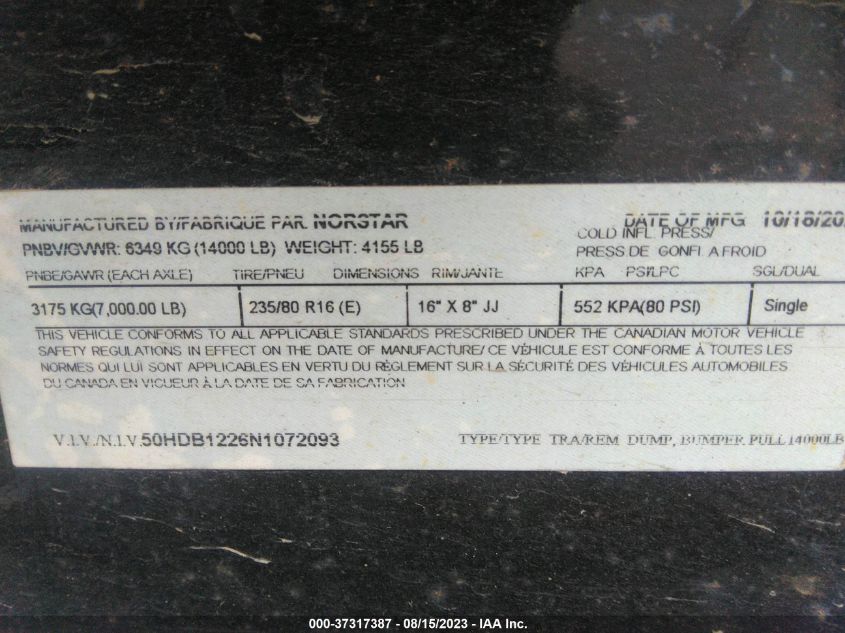 MANUFACTURED BY/FABRIQUE PAR. NORSTAR DATE OF MFG 10/18/20
PNBV/GVWR: 6349 KG (14000 LB) WEIGHT: 4155 LB COLD INFL. PRESS/
PRESS DE GONFL A FROID
PNBE/GAWR (EACH AXLE) TIRE/PNEU DIMENSIONS RIM/JANTE KPA PSI/LPC SGL/DUAL
3175 KG(7,000.00 LB) 235/80 R16 (E) 16" X 8" JJ 552 KPA(80 PSI) Single
THIS VEHICLE CONFORMS TO ALL APPLICABLE STANDARDS PRESCRIBED UNDER THE CANADIAN MOTOR VEHICLE
SAFETY REGULATIONS IN EFFECT ON THE DATE OF MANUFACTURE/ CE VÉHICULE EST CONFORME À TOUTES LES
NORMES QUI LUI SONT APPLICABLES EN VERTU DU RÈGLEMENT SUR LA SÉCURITÉ DES VÉHICULES AUTOMOBILES
DU CANADA EN VIGUEUR À LA DATE DE SA FABRICATION
V.I.V./N.I.V. 50HDB1226N1072093 TYPE/TYPE TRA/REM DUMP, BUMPER PULL 14000LB
000-37317387 - 08/15/2023 - IAA Inc.